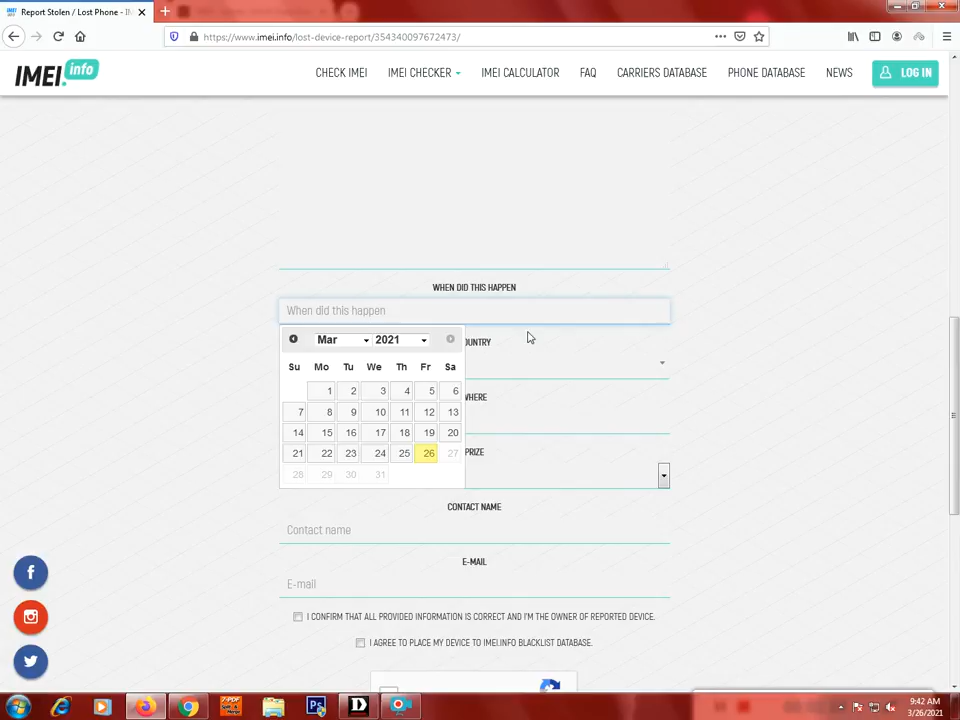 Report Stolen / Lost Phone - IM
https://www.imei.info/lost-device-report/354340097672473/
IMEI.info
CHECK IMEI
IMEI CHECKER
IMEI CALCULATOR
FAQ
CARRIERS DATABASE
PHONE DATABASE
NEWS
LOG IN
WHEN DID THIS HAPPEN
When did this happen
Mar 2021
OUNTRY
Su Mo Tu We Th Fr Sa
1 2 3 4 5 6
WHERE
7 8 9 10 11 12 13
14 15 16 17 18 19 20
21 22 23 24 25 26 27
PRIZE
28 29 30 31
CONTACT NAME
Contact name
E-MAIL
E-mail
I CONFIRM THAT ALL PROVIDED INFORMATION IS CORRECT AND I'M THE OWNER OF REPORTED DEVICE.
I AGREE TO PLACE MY DEVICE TO IMEI.INFO BLACKLIST DATABASE.
9:42 AM
3/26/2021